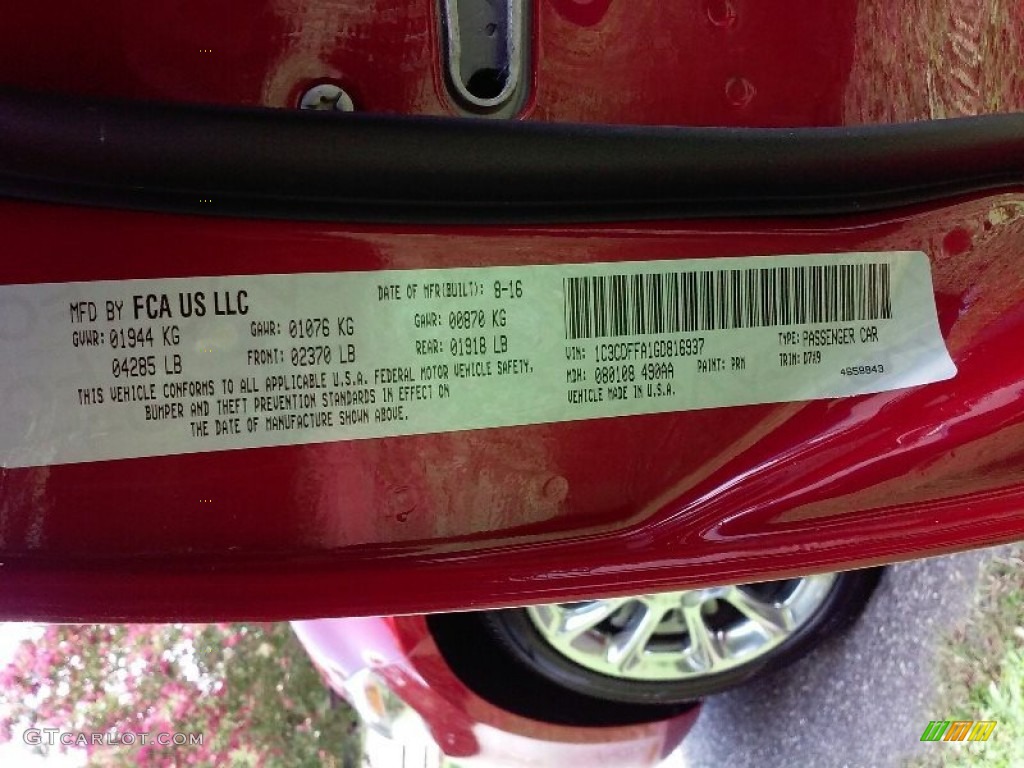 MFD BY FCA US LLC
DATE OF MFR(BUILT): 8-16
GVWR: 01944 KG
GAWR: 01076 KG
GAWR: 00870 KG
04285 LB
FRONT: 02370 LB
REAR: 01918 LB
THIS VEHICLE CONFORMS TO ALL APPLICABLE U.S.A. FEDERAL MOTOR VEHICLE SAFETY,
BUMPER AND THEFT PREVENTION STANDARDS IN EFFECT ON
THE DATE OF MANUFACTURE SHOWN ABOVE.
VIN: 1C3CDFFA1GD816937
TYPE: PASSENGER CAR
MDH: 080108 490AA
PAINT: PRM
TRIM: D7X9
VEHICLE MADE IN U.S.A.
4658843
GTCARLOT.COM